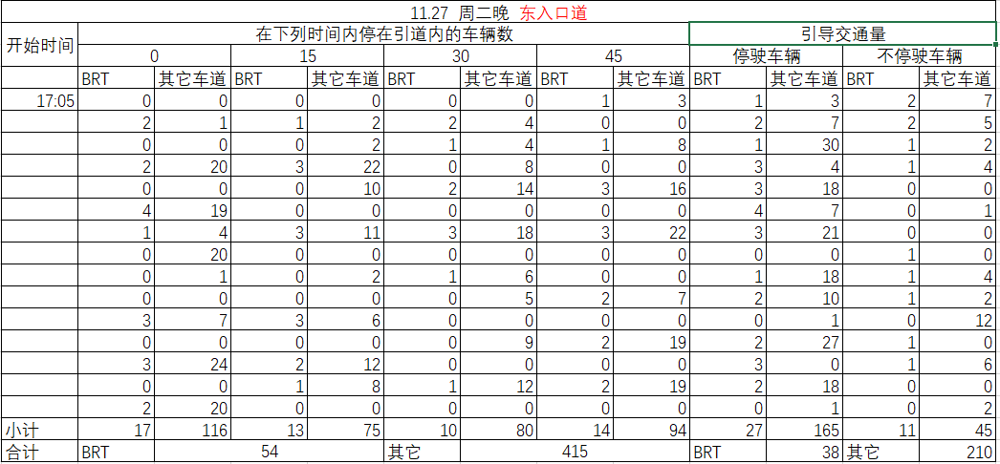 11.27 周二晚 东入口道
开始时间 在下列时间内停在引道内的车辆数 引导交通量
0 15 30 45 停驶车辆 不停驶车辆
BRT 其它车道 BRT 其它车道 BRT 其它车道 BRT 其它车道 BRT 其它车道 BRT 其它车道
17:05 0 0 0 0 0 0 1 3 1 3 2 7
2 1 1 2 2 4 0 0 2 7 2 5
0 0 0 2 1 4 1 8 1 30 1 2
2 20 3 22 0 8 0 0 3 4 1 4
0 0 0 10 2 14 3 16 3 18 0 0
4 19 0 0 0 0 0 0 4 7 0 1
1 4 3 11 3 18 3 22 3 21 0 0
0 20 0 0 0 0 0 0 0 0 1 0
0 1 0 2 1 6 0 0 1 18 1 4
0 0 0 0 0 5 2 7 2 10 1 2
3 7 3 6 0 0 0 0 0 1 0 12
0 0 0 0 0 9 2 19 2 27 1 0
3 24 2 12 0 0 0 0 3 0 1 6
0 0 1 8 1 12 2 19 2 18 0 0
2 20 0 0 0 0 0 0 0 1 0 2
小计 17 116 13 75 10 80 14 94 27 165 11 45
合计 BRT 54 其它 415 BRT 38 其它 210